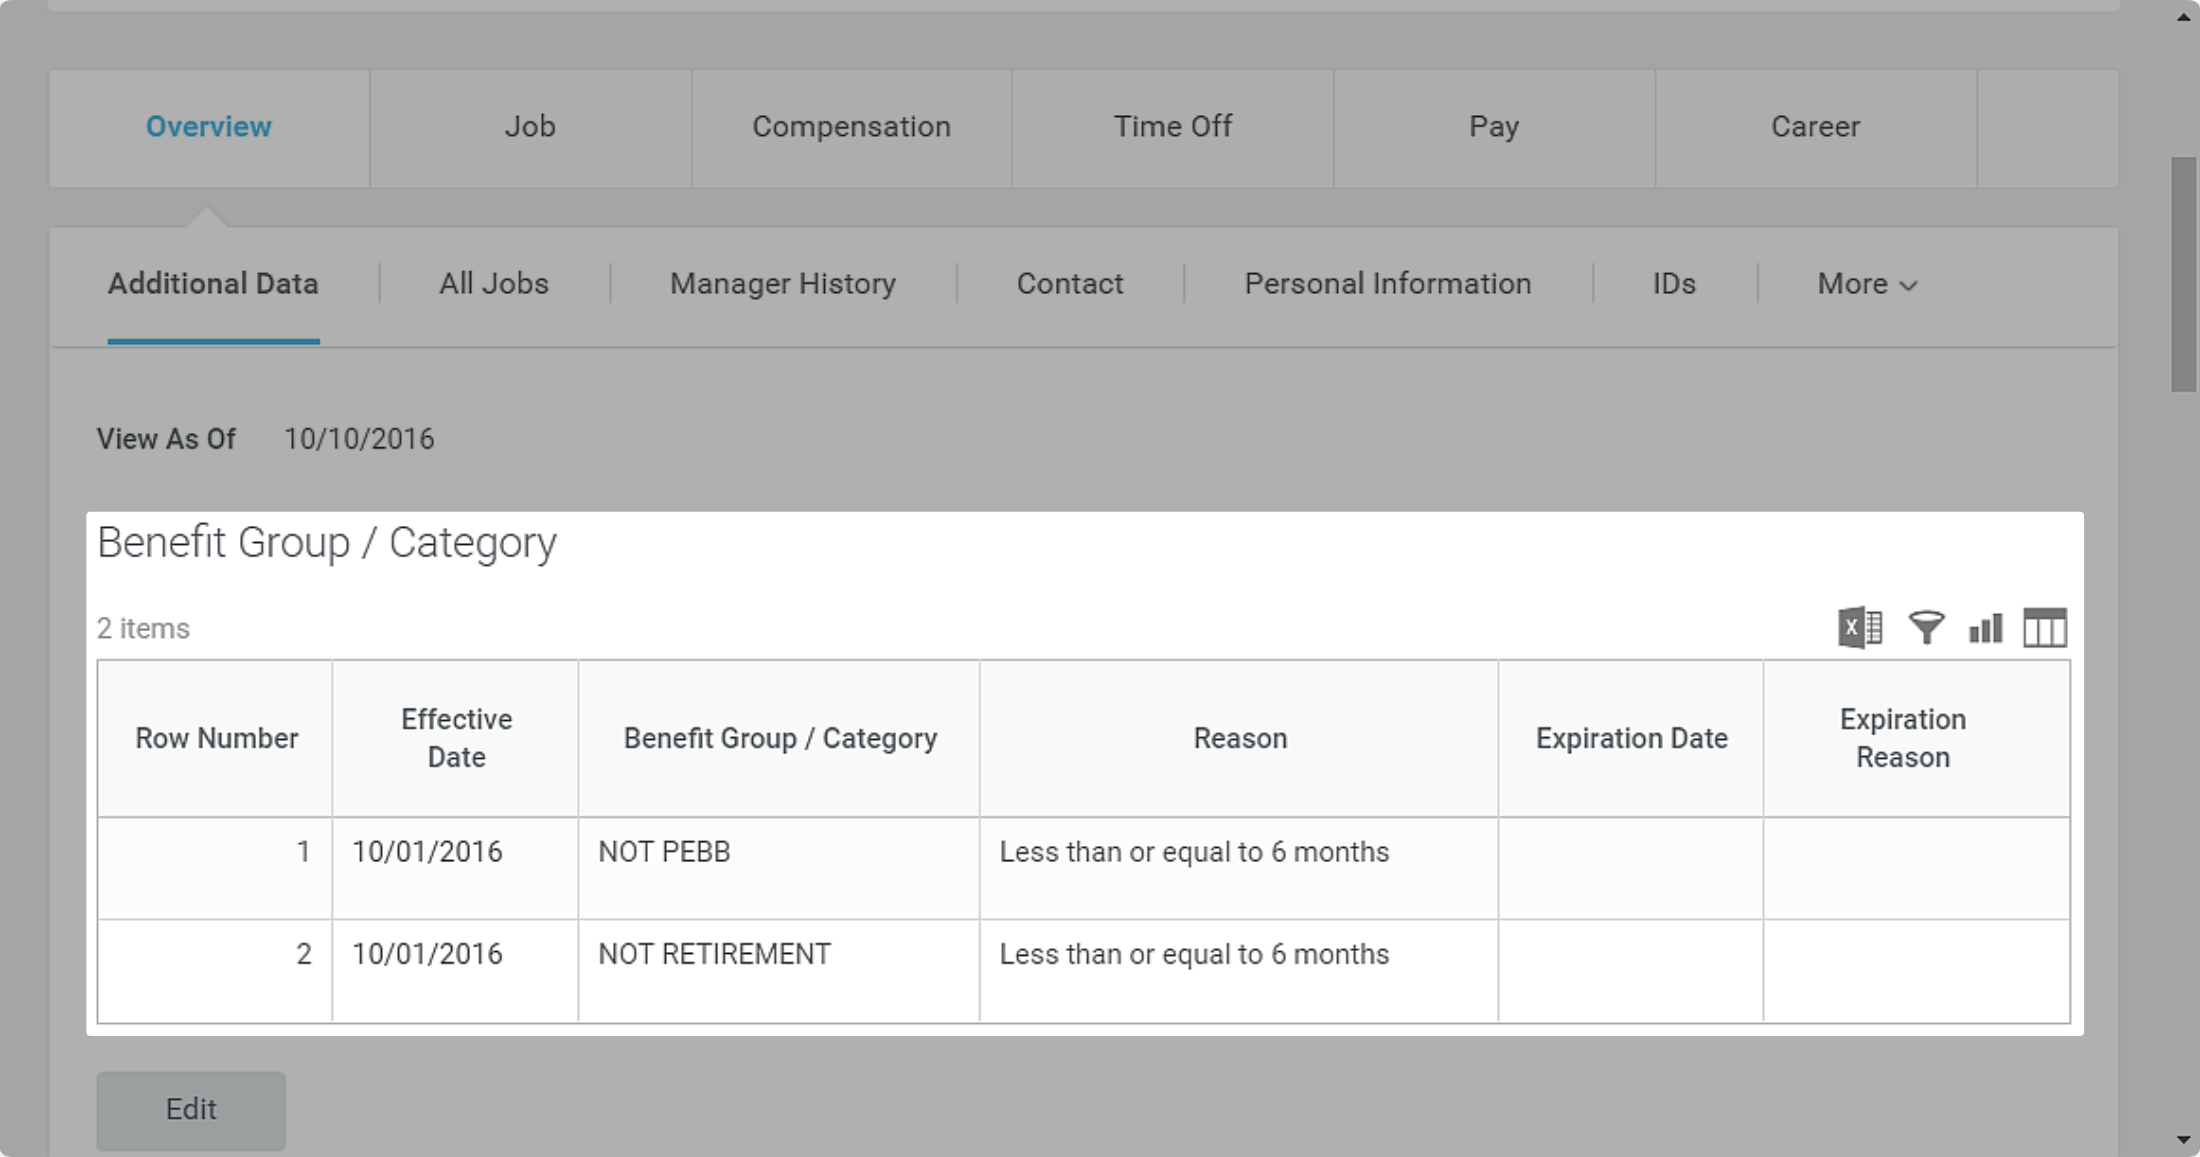 Overview Job Compensation Time Off Pay Career
Additional Data All Jobs Manager History Contact Personal Information IDs More
View As Of 10/10/2016
Benefit Group / Category
2 items
Row Number Effective Date Benefit Group / Category Reason Expiration Date Expiration Reason
1 10/01/2016 NOT PEBB Less than or equal to 6 months
2 10/01/2016 NOT RETIREMENT Less than or equal to 6 months
Edit